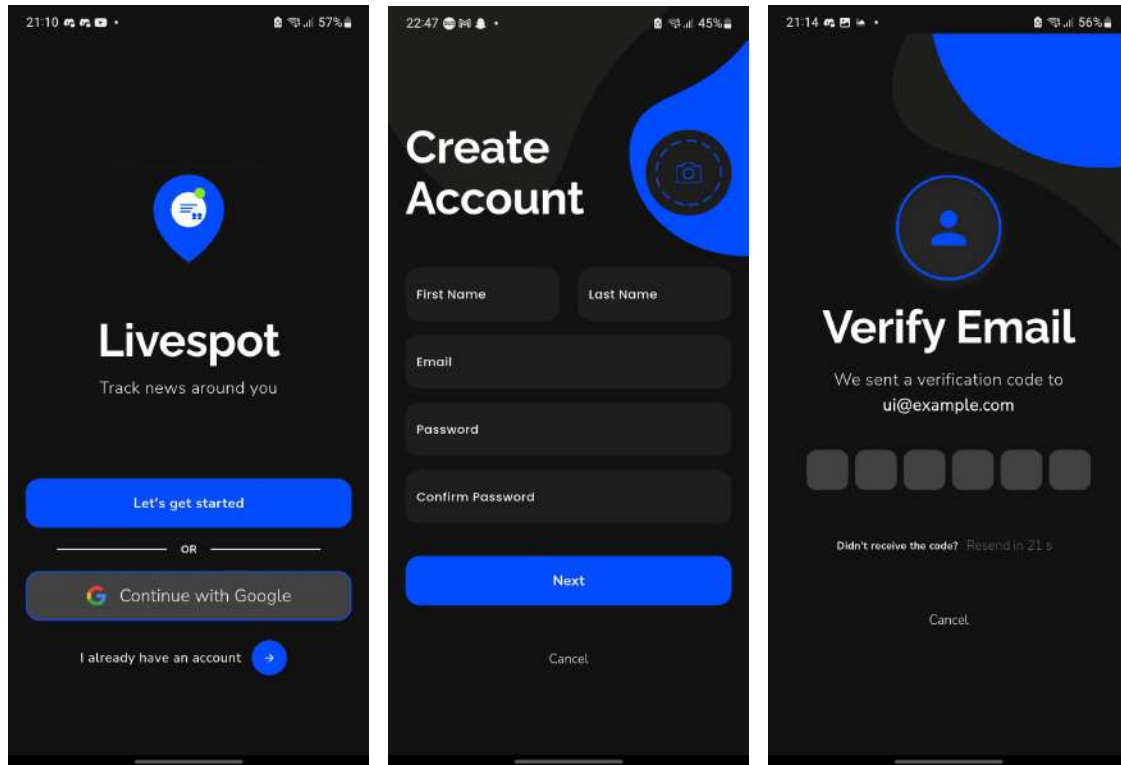 21:10
57%
Livespot
Track news around you
Let's get started
OR
Continue with Google
I already have an account
22:47
45%
Create
Account
First Name
Last Name
Email
Password
Confirm Password
Next
Cancel
21:14
56%
Verify Email
We sent a verification code to
ui@example.com
Didn't receive the code? Resend in 21 s
Cancel